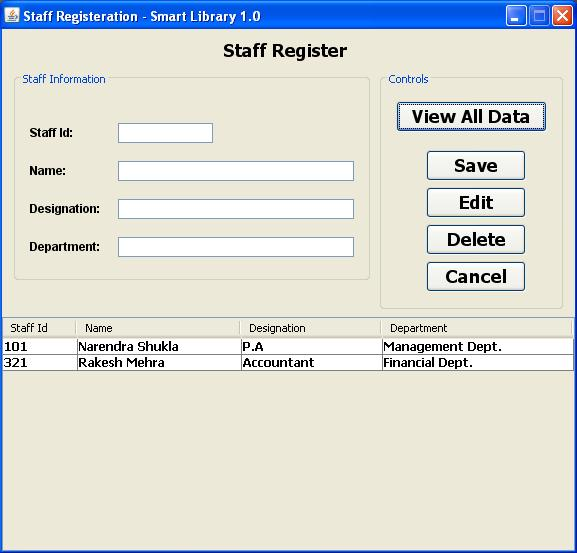 Staff Registeration - Smart Library 1.0
Staff Register
Staff Information
Staff Id:
Name:
Designation:
Department:
Controls
View All Data
Save
Edit
Delete
Cancel
Staff Id Name Designation Department
101 Narendra Shukla P.A Management Dept.
321 Rakesh Mehra Accountant Financial Dept.